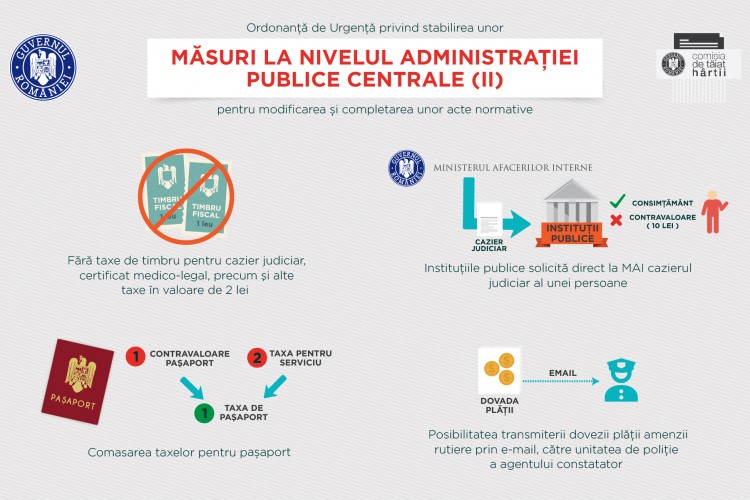 Ordonanță de Urgență privind stabilirea unor
GUVERNUL ROMÂNIEI
MĂSURI LA NIVELUL ADMINISTRAȚIEI
PUBLICE CENTRALE (II)
comisia
de tăiat
hârtii
pentru modificarea și completarea unor acte normative
TIMBRU
FISCAL
1 leu
TIMBRU
FISCAL
1 leu
Fără taxe de timbru pentru cazier judiciar,
certificat medico-legal, precum și alte
taxe în valoare de 2 lei
GUVERNUL ROMÂNIEI
MINISTERUL AFACERILOR INTERNE
CAZIER
JUDICIAR
INSTITUȚII
PUBLICE
CONSIMȚĂMÂNT
CONTRAVALOARE
( 10 LEI )
Instituțiile publice solicită direct la MAI cazierul
judiciar al unei persoane
PAȘAPORT
1 CONTRAVALOARE
PAȘAPORT
2 TAXA PENTRU
SERVICIU
1 TAXA DE
PAȘAPORT
Comasarea taxelor pentru pașaport
DOVADA
PLĂȚII
EMAIL
Posibilitatea transmiterii dovezii plății amenzii
rutiere prin e-mail, către unitatea de poliție
a agentului constatator